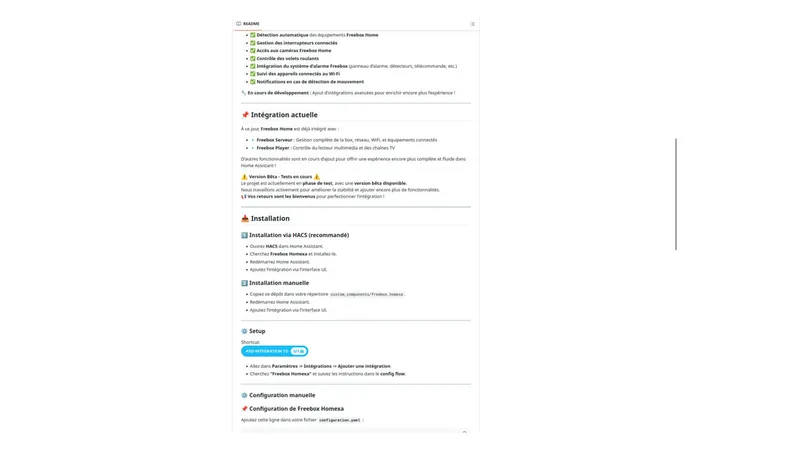 README
✅ Détection automatique des équipements Freebox Home
✅ Gestion des interrupteurs connectés
✅ Accès aux caméras Freebox Home
✅ Contrôle des volets roulants
✅ Intégration du système d'alarme Freebox (panneau d'alarme, détecteurs, télécommande, etc.)
✅ Suivi des appareils connectés au Wi-Fi
✅ Notifications en cas de détection de mouvement
🔧 En cours de développement : Ajout d'intégrations avancées pour enrichir encore plus l'expérience !
📌 Intégration actuelle
À ce jour, Freebox Home est déjà intégré avec :
🔹 Freebox Serveur : Gestion complète de la box, réseau, WiFi, et équipements connectés
🔹 Freebox Player : Contrôle du lecteur multimédia et des chaînes TV
D'autres fonctionnalités sont en cours d'ajout pour offrir une expérience encore plus complète et fluide dans
Home Assistant !
⚠️ Version Bêta - Tests en cours ⚠️
Le projet est actuellement en phase de test, avec une version bêta disponible.
Nous travaillons activement pour améliorer la stabilité et ajouter encore plus de fonctionnalités.
📢 Vos retours sont les bienvenus pour perfectionner l'intégration !
📥 Installation
1️⃣ Installation via HACS (recommandé)
Ouvrez HACS dans Home Assistant.
Cherchez Freebox Homexa et installez-le.
Redémarrez Home Assistant.
Ajoutez l'intégration via l'interface UI.
2️⃣ Installation manuelle
Copiez ce dépôt dans votre répertoire custom_components/freebox_homexa.
Redémarrez Home Assistant.
Ajoutez l'intégration via l'interface UI.
⚙️ Setup
Shortcut:
ADD INTEGRATION TO MY
Allez dans Paramètres -> Intégrations -> Ajouter une intégration
Cherchez "Freebox Homexa" et suivez les instructions dans le config flow.
⚙️ Configuration manuelle
📌 Configuration de Freebox Homexa
Ajoutez cette ligne dans votre fichier configuration.yaml :